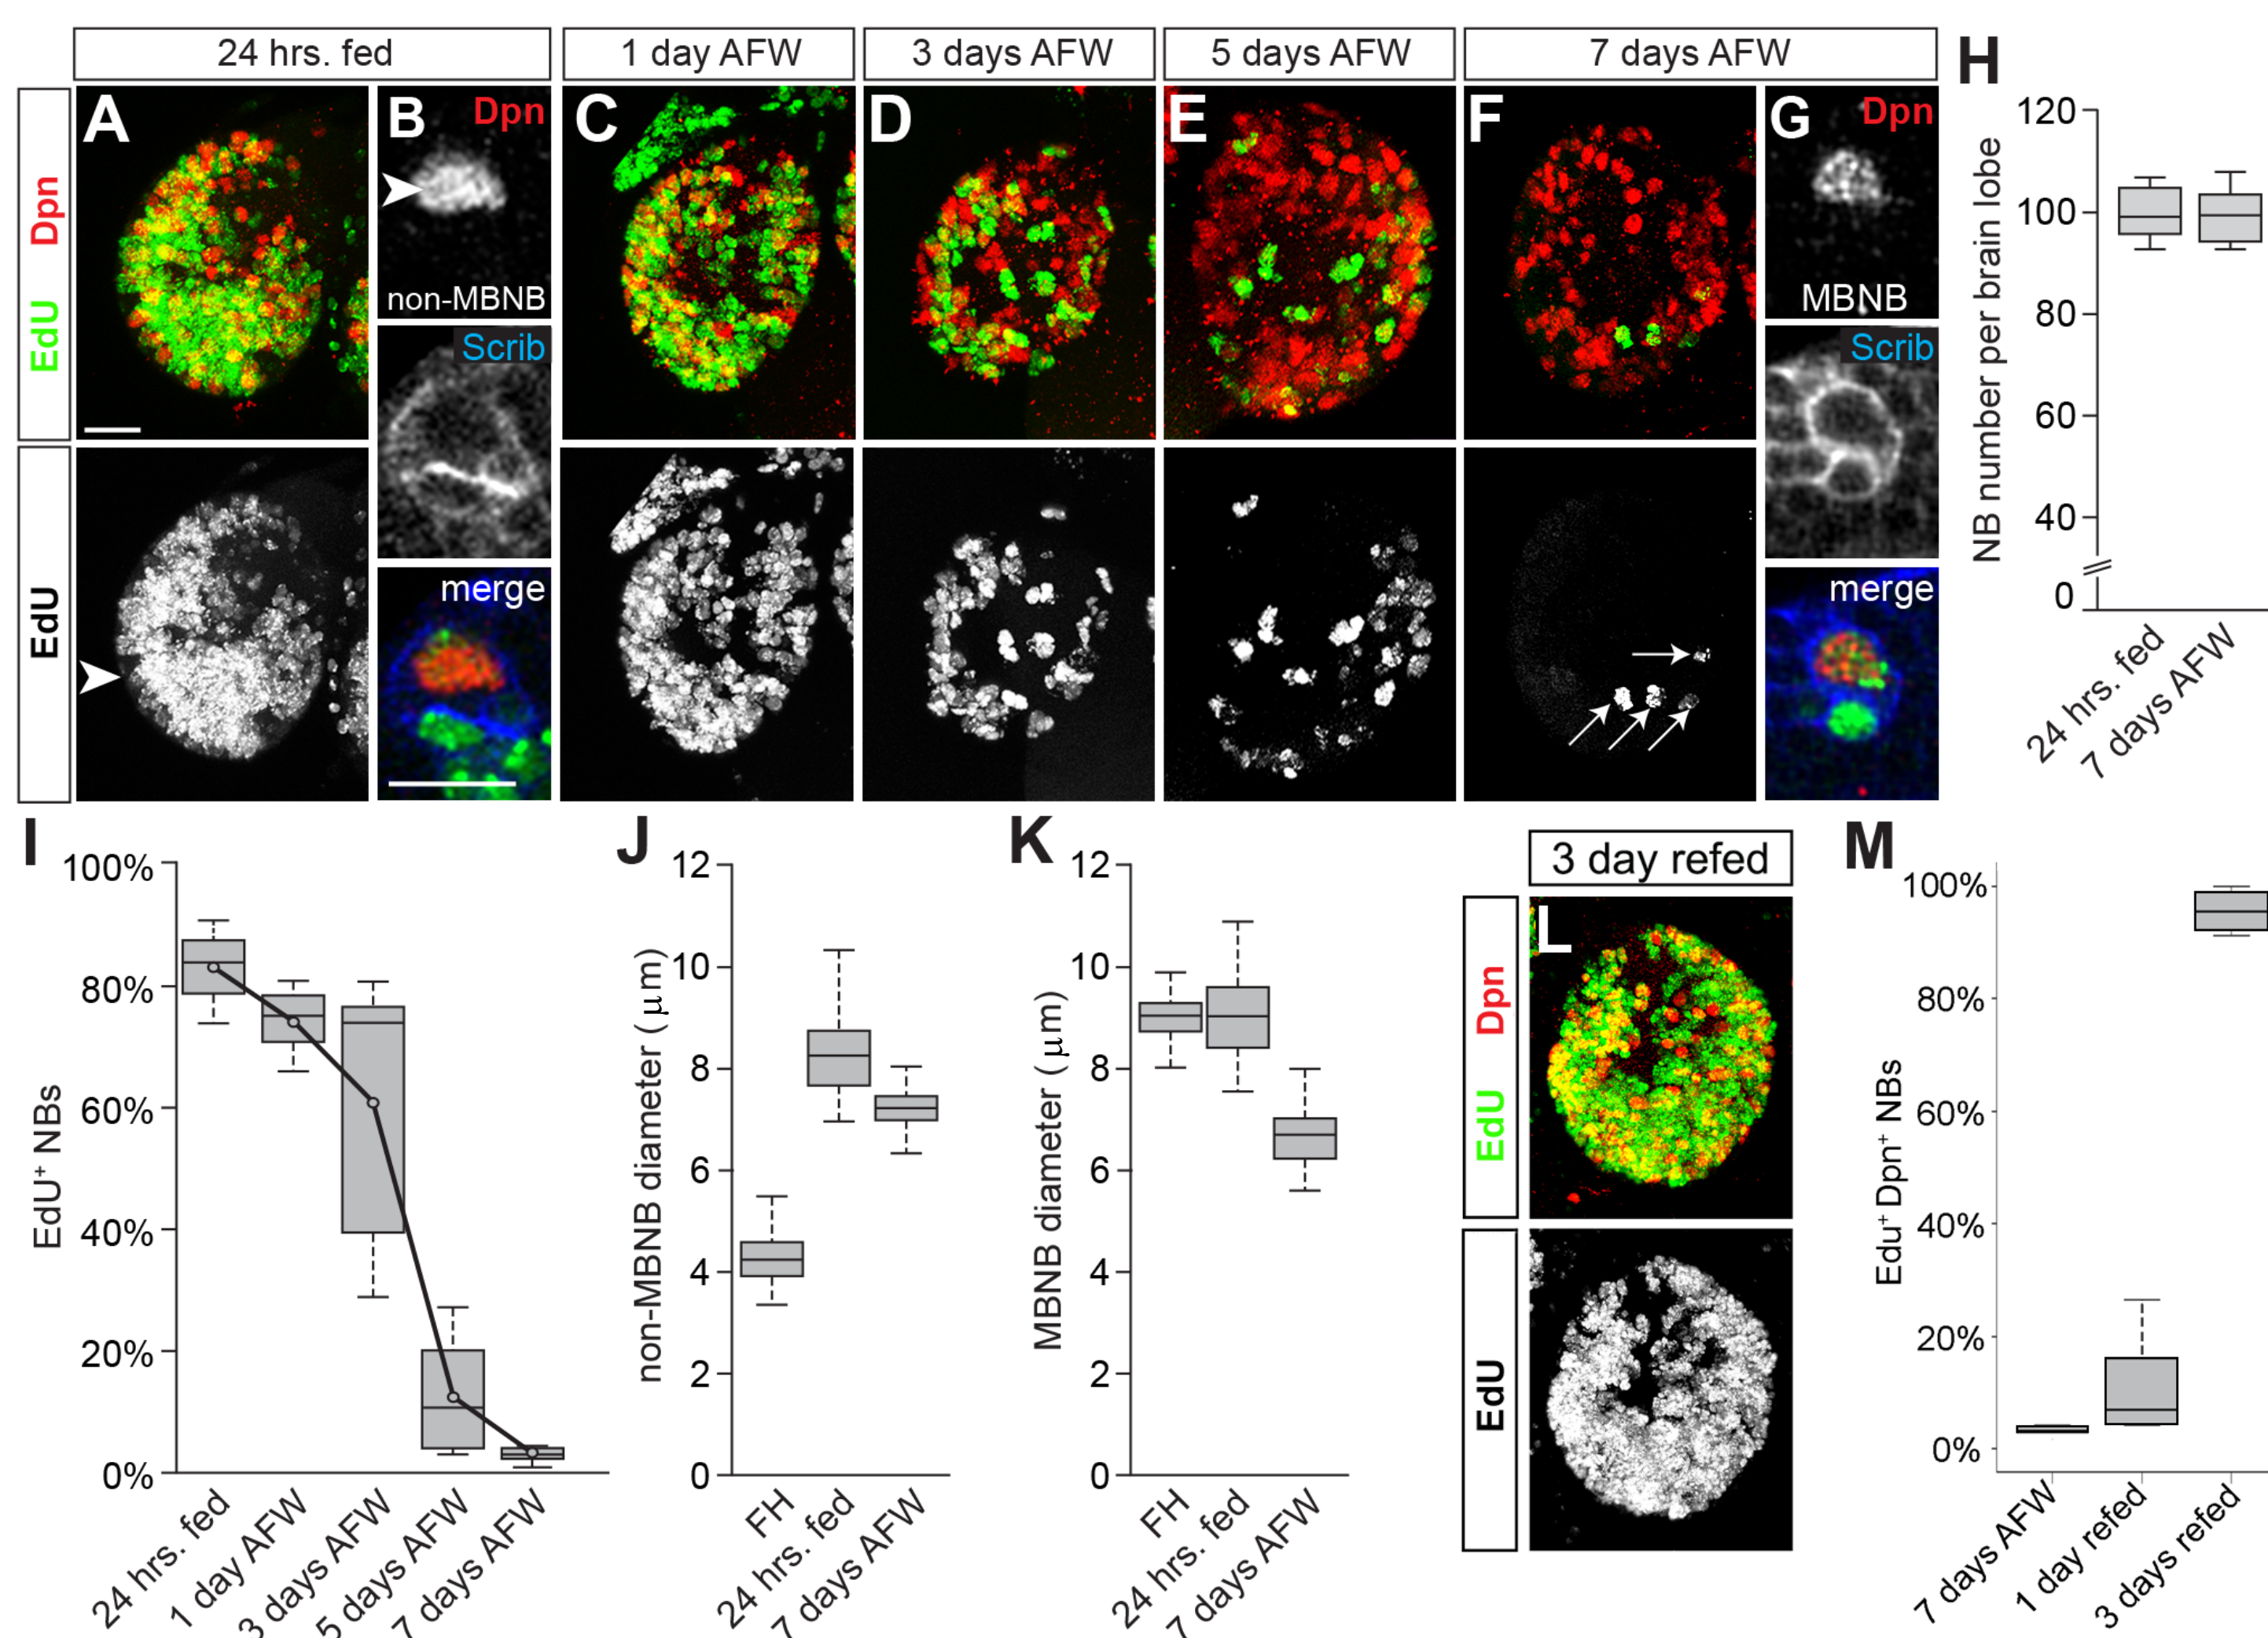 24 hrs. fed
1 day AFW
3 days AFW
5 days AFW
7 days AFW
EdU Dpn
EdU
A
B
Dpn
non-MBNB
Scrib
merge
C
D
E
F
G
Dpn
MBNB
Scrib
merge
H
NB number per brain lobe
120
100
80
60
40
0
24 hrs. fed
7 days AFW
I
EdU⁺ NBs
100%
80%
60%
40%
20%
0%
24 hrs. fed
1 day AFW
3 days AFW
5 days AFW
7 days AFW
J
non-MBNB diameter (μm)
12
10
8
6
4
2
0
FH
24 hrs. fed
7 days AFW
K
MBNB diameter (μm)
12
10
8
6
4
2
0
FH
24 hrs. fed
7 days AFW
3 day refed
L
EdU Dpn
EdU
M
Edu⁺Dpn⁺ NBs
100%
80%
60%
40%
20%
0%
7 days AFW
1 day refed
3 days refed